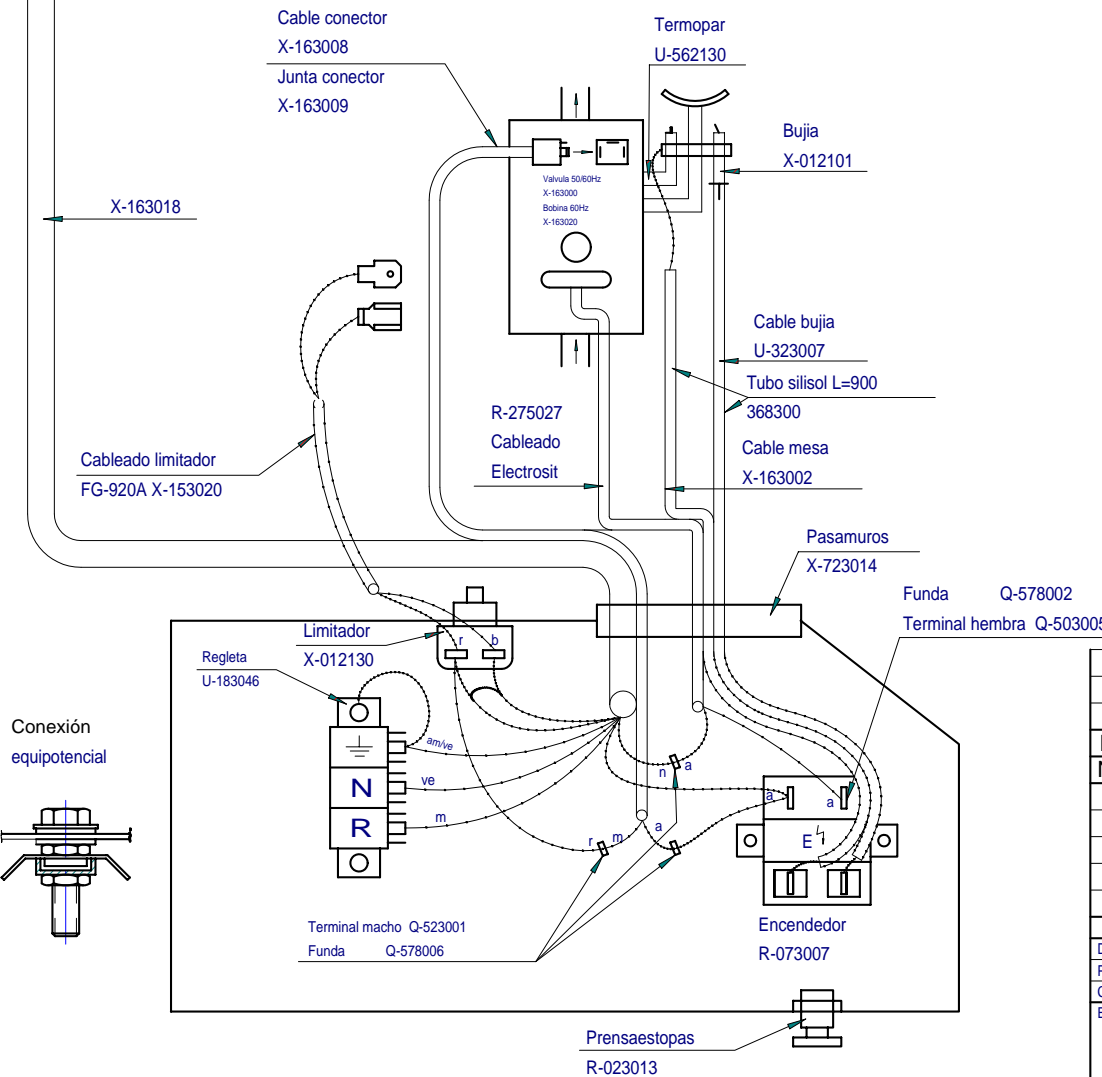 Cable conector
X-163008
Junta conector
X-163009
Termopar
U-562130
Bujia
X-012101
Valvula 50/60Hz
X-163000
Bobina 60Hz
X-163020
X-163018
Cable bujia
U-323007
Tubo silisol L=900
368300
R-275027
Cableado
Electrosit
Cable mesa
X-163002
Cableado limitador
FG-920A X-153020
Pasamuros
X-723014
Funda Q-578002
Terminal hembra Q-503005
Limitador
X-012130
r b
Regleta
U-183046
Conexión
equipotencial
am/ve
N ve
R m
n a
a a
r m a
E
Terminal macho Q-523001
Funda Q-578006
Encendedor
R-073007
Prensaestopas
R-023013